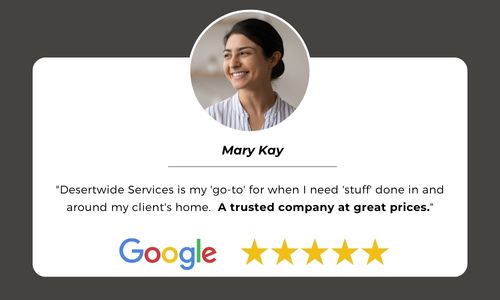 Mary Kay
"Desertwide Services is my 'go-to' for when I need 'stuff' done in and
around my client's home.  A trusted company at great prices."
Google